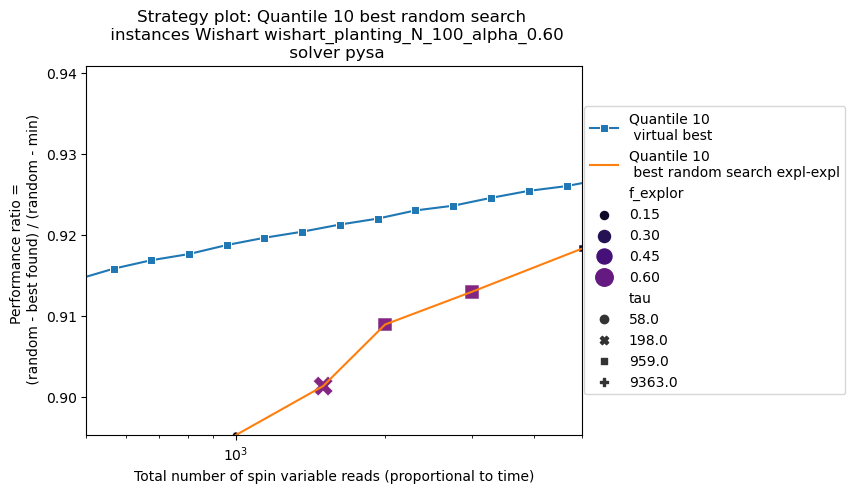 Strategy plot: Quantile 10 best random search
instances Wishart wishart_planting_N_100_alpha_0.60
solver pysa
Performance ratio =
(random - best found) / (random - min)
0.94
0.93
0.92
0.91
0.90
10^3
Total number of spin variable reads (proportional to time)
Quantile 10
virtual best
Quantile 10
best random search expl-expl
f_explor
0.15
0.30
0.45
0.60
tau
58.0
198.0
959.0
9363.0